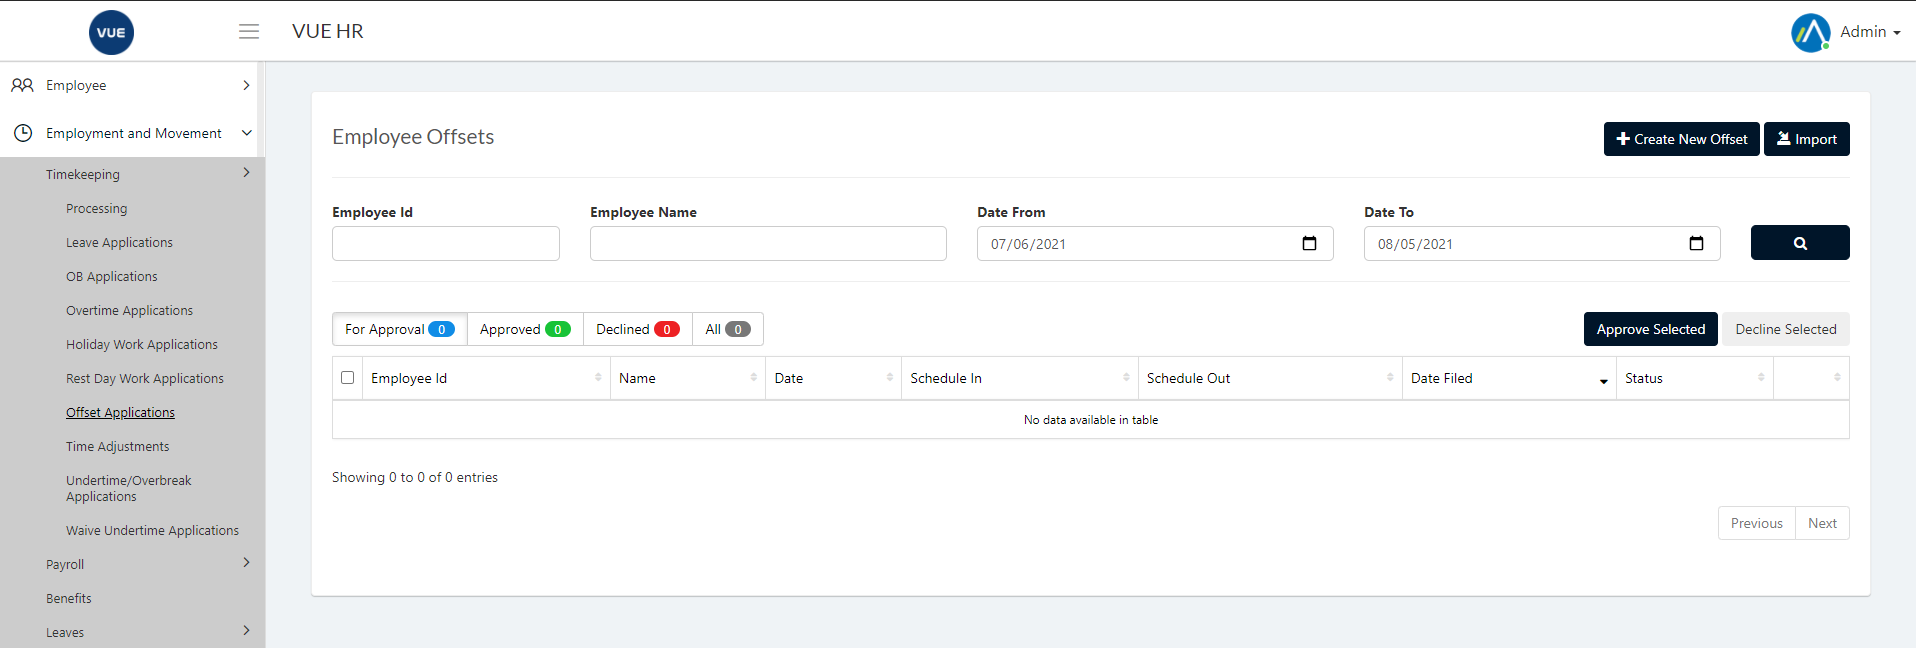 VUE
VUE HR
Admin
Employee
Employment and Movement
Timekeeping
Processing
Leave Applications
OB Applications
Overtime Applications
Holiday Work Applications
Rest Day Work Applications
Offset Applications
Time Adjustments
Undertime/Overbreak
Applications
Waive Undertime Applications
Payroll
Benefits
Leaves
Employee Offsets
Create New Offset
Import
Employee Id
Employee Name
Date From
Date To
07/06/2021
08/05/2021
For Approval 0
Approved 0
Declined 0
All 0
Approve Selected
Decline Selected
Employee Id
Name
Date
Schedule In
Schedule Out
Date Filed
Status
No data available in table
Showing 0 to 0 of 0 entries
Previous
Next